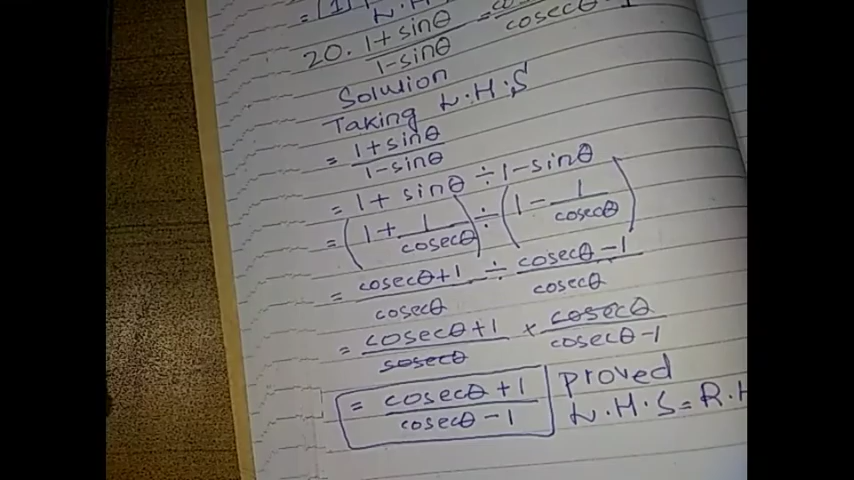 = [1]
L.H
20. 1+sinθ/1-sinθ = cosecθ
Solution
Taking L.H.S
= 1+sinθ/1-sinθ
= 1+ sinθ ÷ 1-sinθ
= (1+ 1/cosecθ) ÷ (1- 1/cosecθ)
= cosecθ+1/cosecθ ÷ cosecθ-1/cosecθ
= cosecθ+1/cosecθ × cosecθ/cosecθ-1
= cosecθ+1/cosecθ-1 proved
L.H.S=R.H